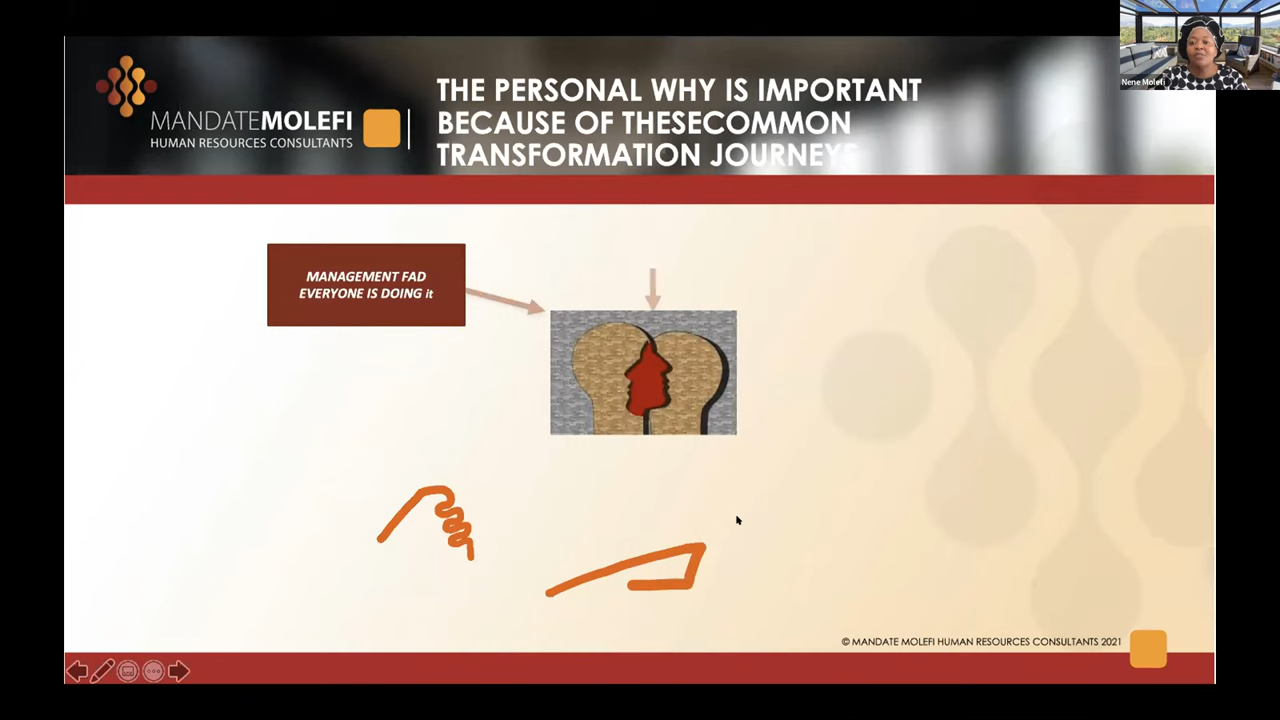 Nene Molefi
THE PERSONAL WHY IS IMPORTANT
BECAUSE OF THESECOMMON
TRANSFORMATION JOURNEYS
MANDATEMOLEFI
HUMAN RESOURCES CONSULTANTS
MANAGEMENT FAD
EVERYONE IS DOING it
© MANDATE MOLEFI HUMAN RESOURCES CONSULTANTS 2021